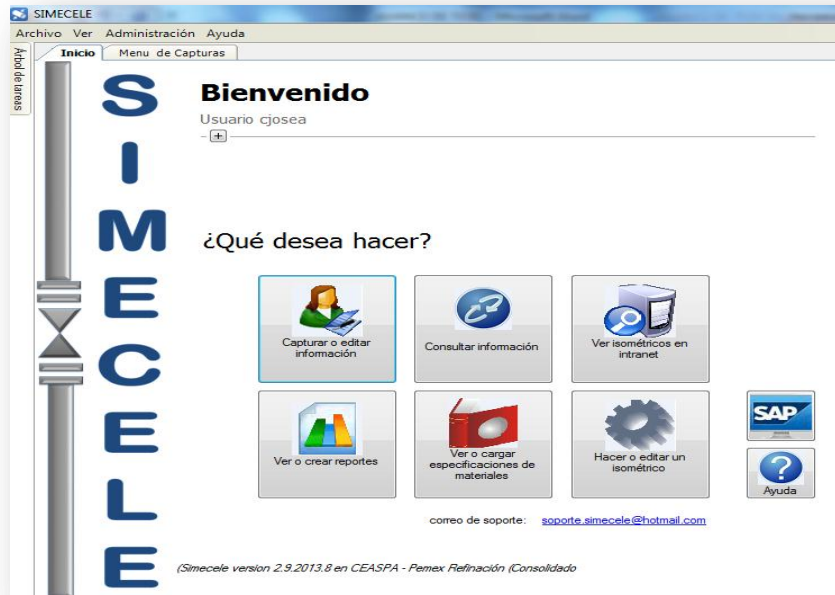 SIMECELE
Archivo Ver Administración Ayuda
Árbol de tareas
Inicio
Menu de Capturas
SIMECELE
Bienvenido
Usuario cjosea
¿Qué desea hacer?
Capturar o editar
información
Consultar información
Ver isométricos en
intranet
Ver o crear reportes
Ver o cargar
especificaciones de
materiales
Hacer o editar un
isométrico
SAP
Ayuda
correo de soporte: soporte.simecele@hotmail.com
(Simecele version 2.9.2013.8 en CEASPA - Pemex Refinación (Consolidado